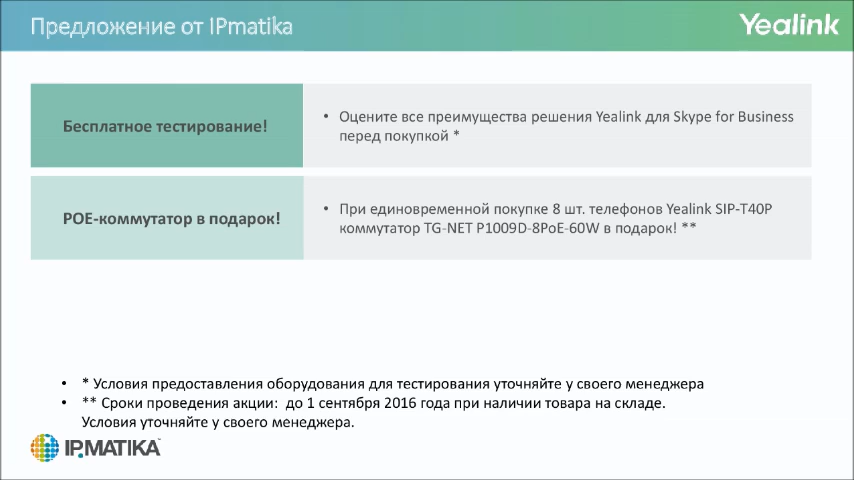 Предложение от IPmatika
Yealink
Бесплатное тестирование!
• Оцените все преимущества решения Yealink для Skype for Business
перед покупкой *
POE-коммутатор в подарок!
• При единовременной покупке 8 шт. телефонов Yealink SIP-T40P
коммутатор TG-NET P1009D-8PoE-60W в подарок! **
• * Условия предоставления оборудования для тестирования уточняйте у своего менеджера
• ** Сроки проведения акции: до 1 сентября 2016 года при наличии товара на складе.
Условия уточняйте у своего менеджера.
IP.MATIKA